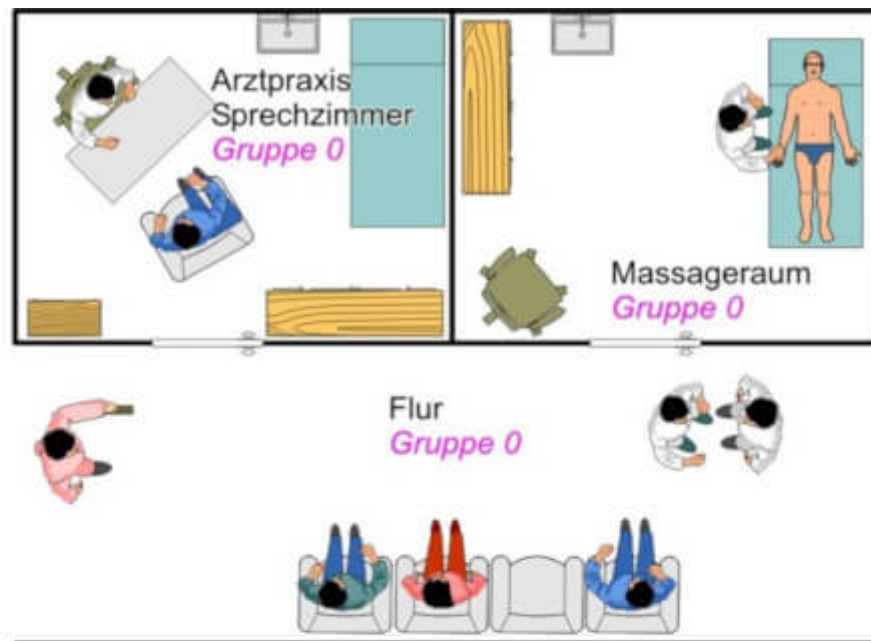 Arztpraxis
Sprechzimmer
Gruppe 0
Massageraum
Gruppe 0
Flur
Gruppe 0